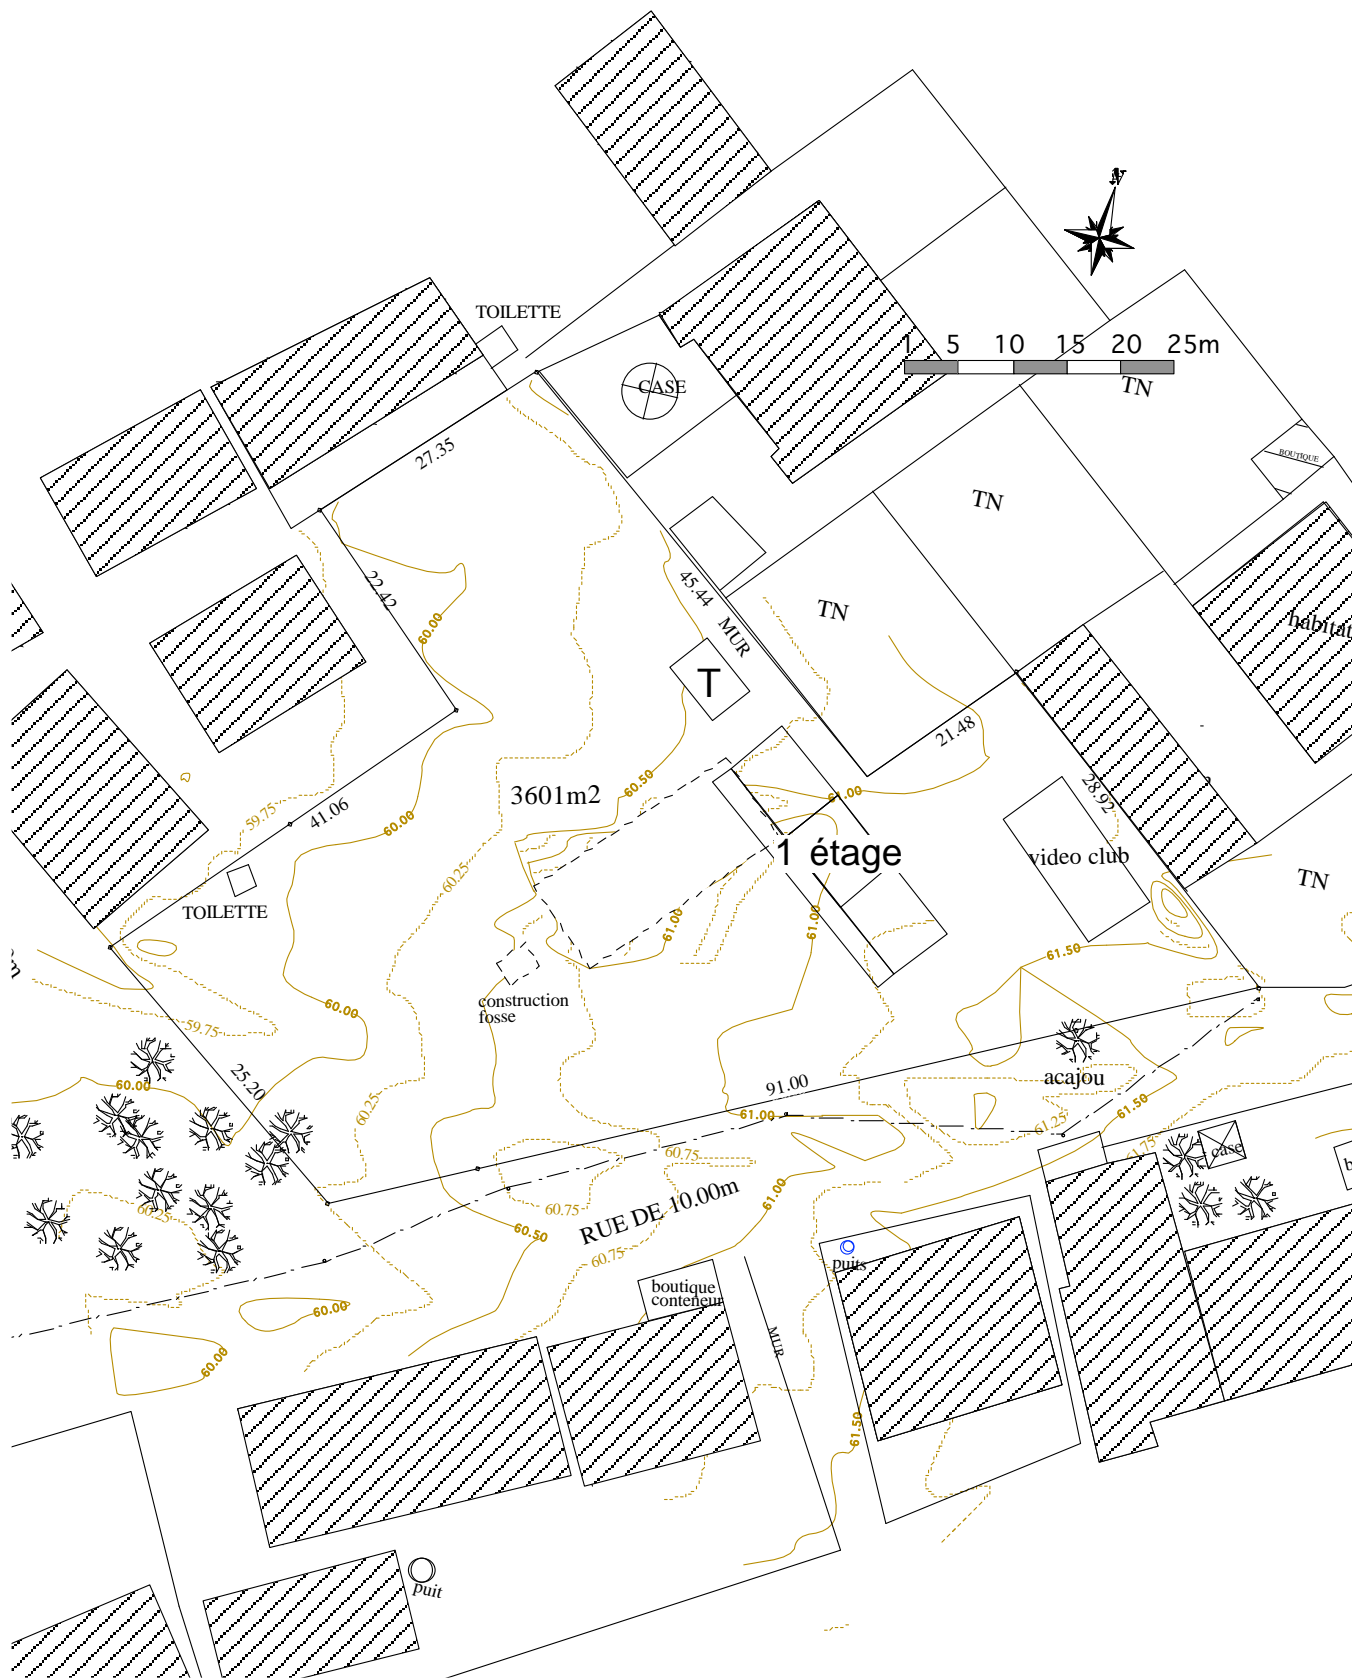 N
TOILETTE
1 5 10 15 20 25m
TN
CASE
27.35
BOUTIQUE
TN
22.42
45.44
TN
60.00
MUR
habitat
T
21.48
60.50
3601m2
61.00
28.92
59.75
41.06
60.00
1 étage
video club
60.25
TN
TOILETTE
61.00
61.00
61.50
construction
fosse
60.00
59.75
25.20
60.00
91.00
acajou
60.25
61.00
61.50
61.25
60.75
61.75
case
b
60.25
60.75
61.00
RUE DE 10.00m
60.50
60.75
puits
boutique
conteneur
60.00
MUR
60.00
61.50
puit